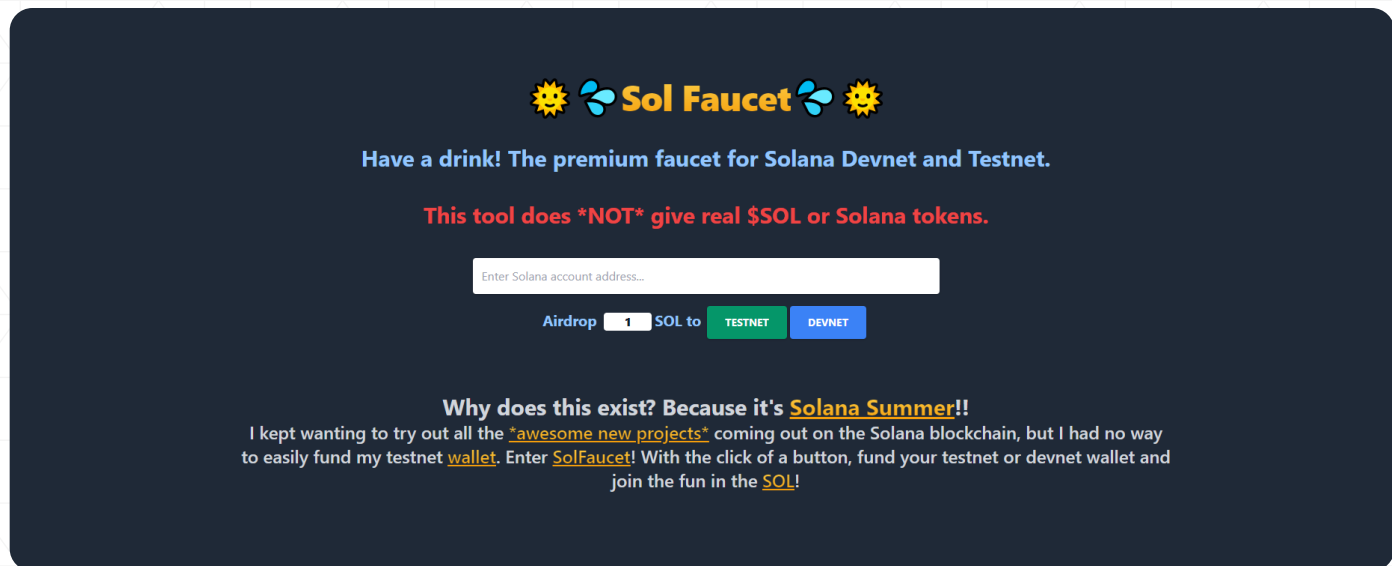 Sol Faucet
Have a drink! The premium faucet for Solana Devnet and Testnet.
This tool does *NOT* give real $SOL or Solana tokens.
Enter Solana account address...
Airdrop 1 SOL to TESTNET DEVNET
Why does this exist? Because it's Solana Summer!!
I kept wanting to try out all the *awesome new projects* coming out on the Solana blockchain, but I had no way
to easily fund my testnet wallet. Enter SolFaucet! With the click of a button, fund your testnet or devnet wallet and
join the fun in the SOL!